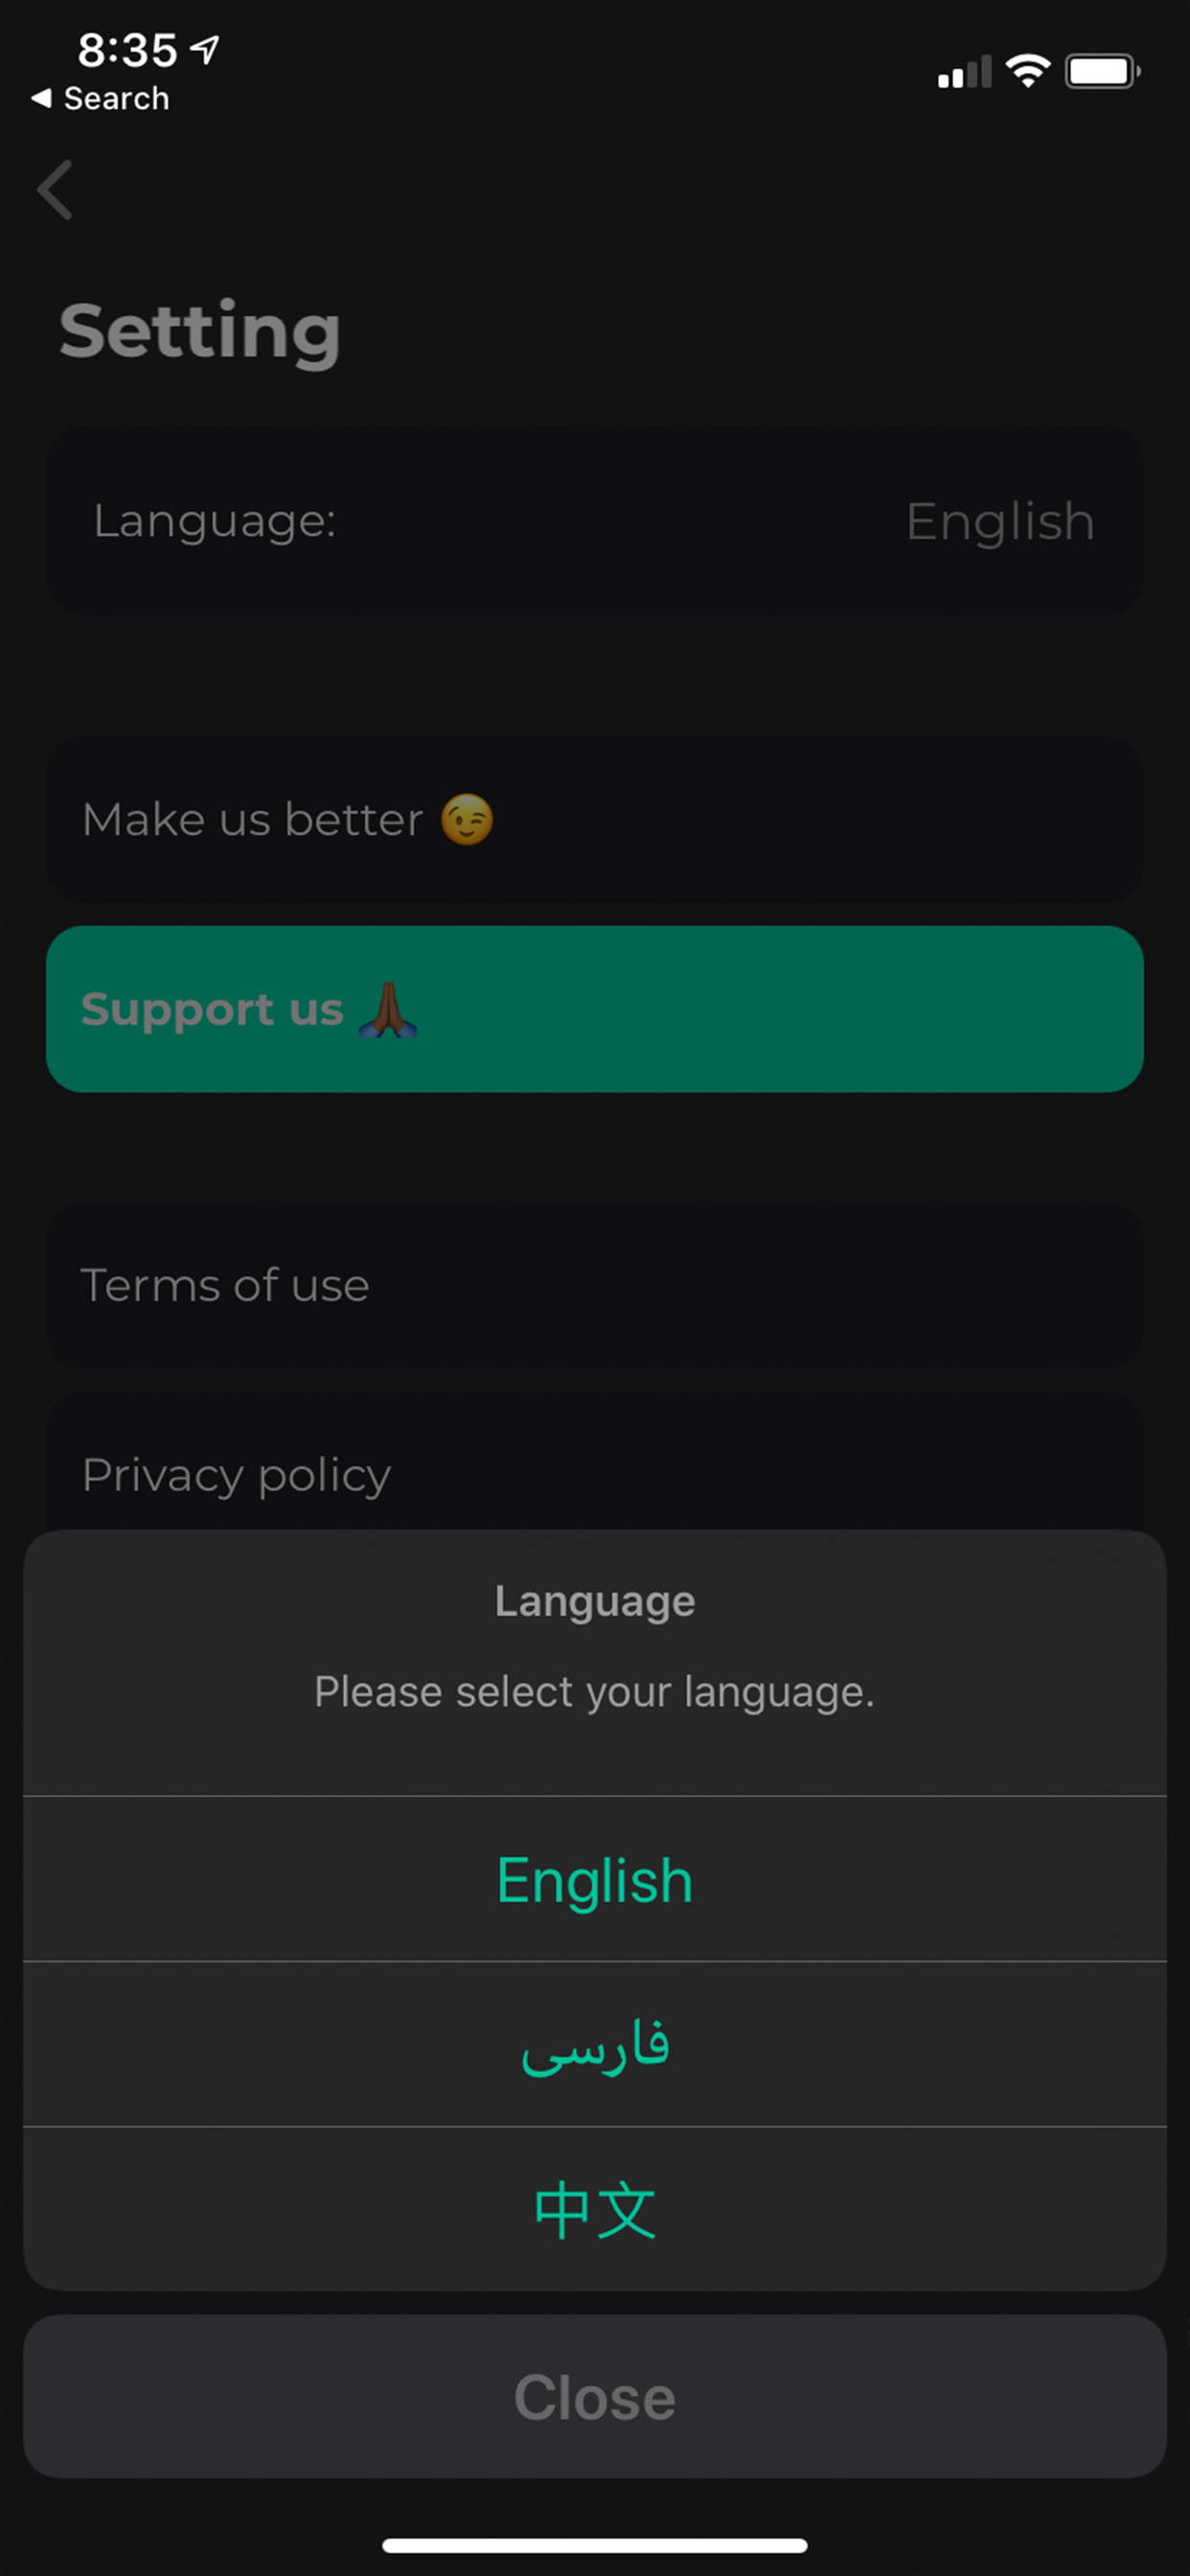 8:35
Search
Setting
Language:
English
Make us better 😉
Support us 🙏🏾
Terms of use
Privacy policy
Language
Please select your language.
English
فارسی
中文
Close